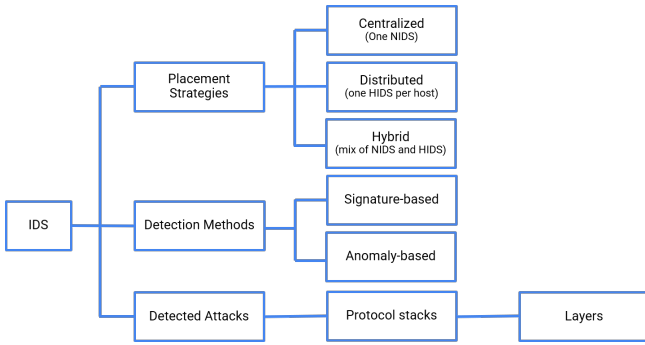 Centralized
(One NIDS)
Placement
Strategies
Distributed
(one HIDS per host)
Hybrid
(mix of NIDS and HIDS)
IDS
Detection Methods
Signature-based
Anomaly-based
Detected Attacks
Protocol stacks
Layers